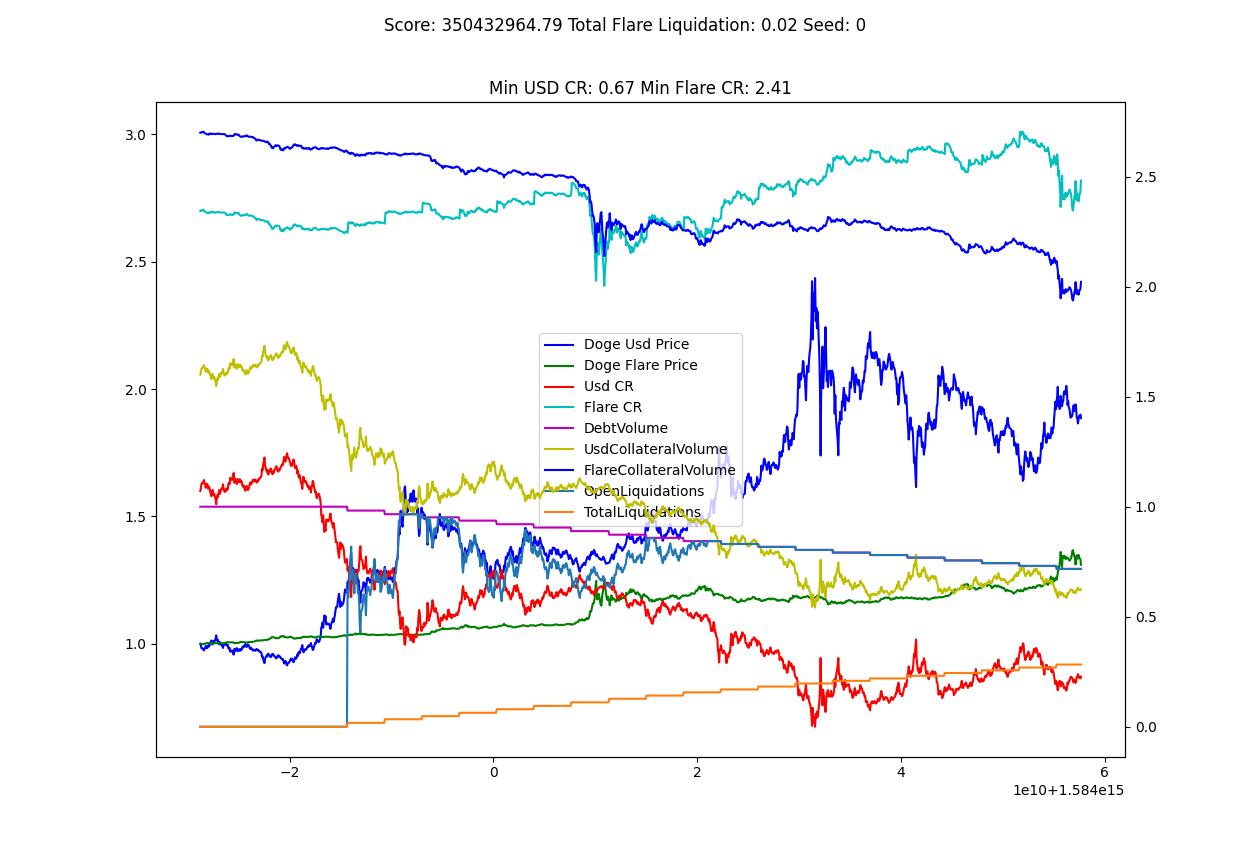 Score: 350432964.79 Total Flare Liquidation: 0.02 Seed: 0
Min USD CR: 0.67 Min Flare CR: 2.41
3.0
2.5
2.0
1.5
1.0
2.5
2.0
1.5
1.0
0.5
0.0
Doge Usd Price
Doge Flare Price
Usd CR
Flare CR
DebtVolume
UsdCollateralVolume
FlareCollateralVolume
OpenLiquidations
TotalLiquidations
−2
0
2
4
6
1e10+1.584e15